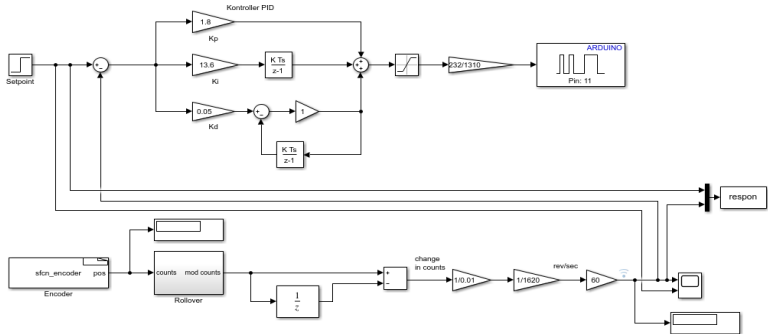 Kontroller PID
1.8
Kp
ARDUINO
Setpoint
+
−
13.6
Ki
K Ts
z-1
+
+
+
232/1310
Pin: 11
0.05
Kd
+
−
1
K Ts
z-1
respon
sfcn_encoder pos
Encoder
counts mod counts
Rollover
1
z
+
−
change
in counts
1/0.01
1/1620
rev/sec
60